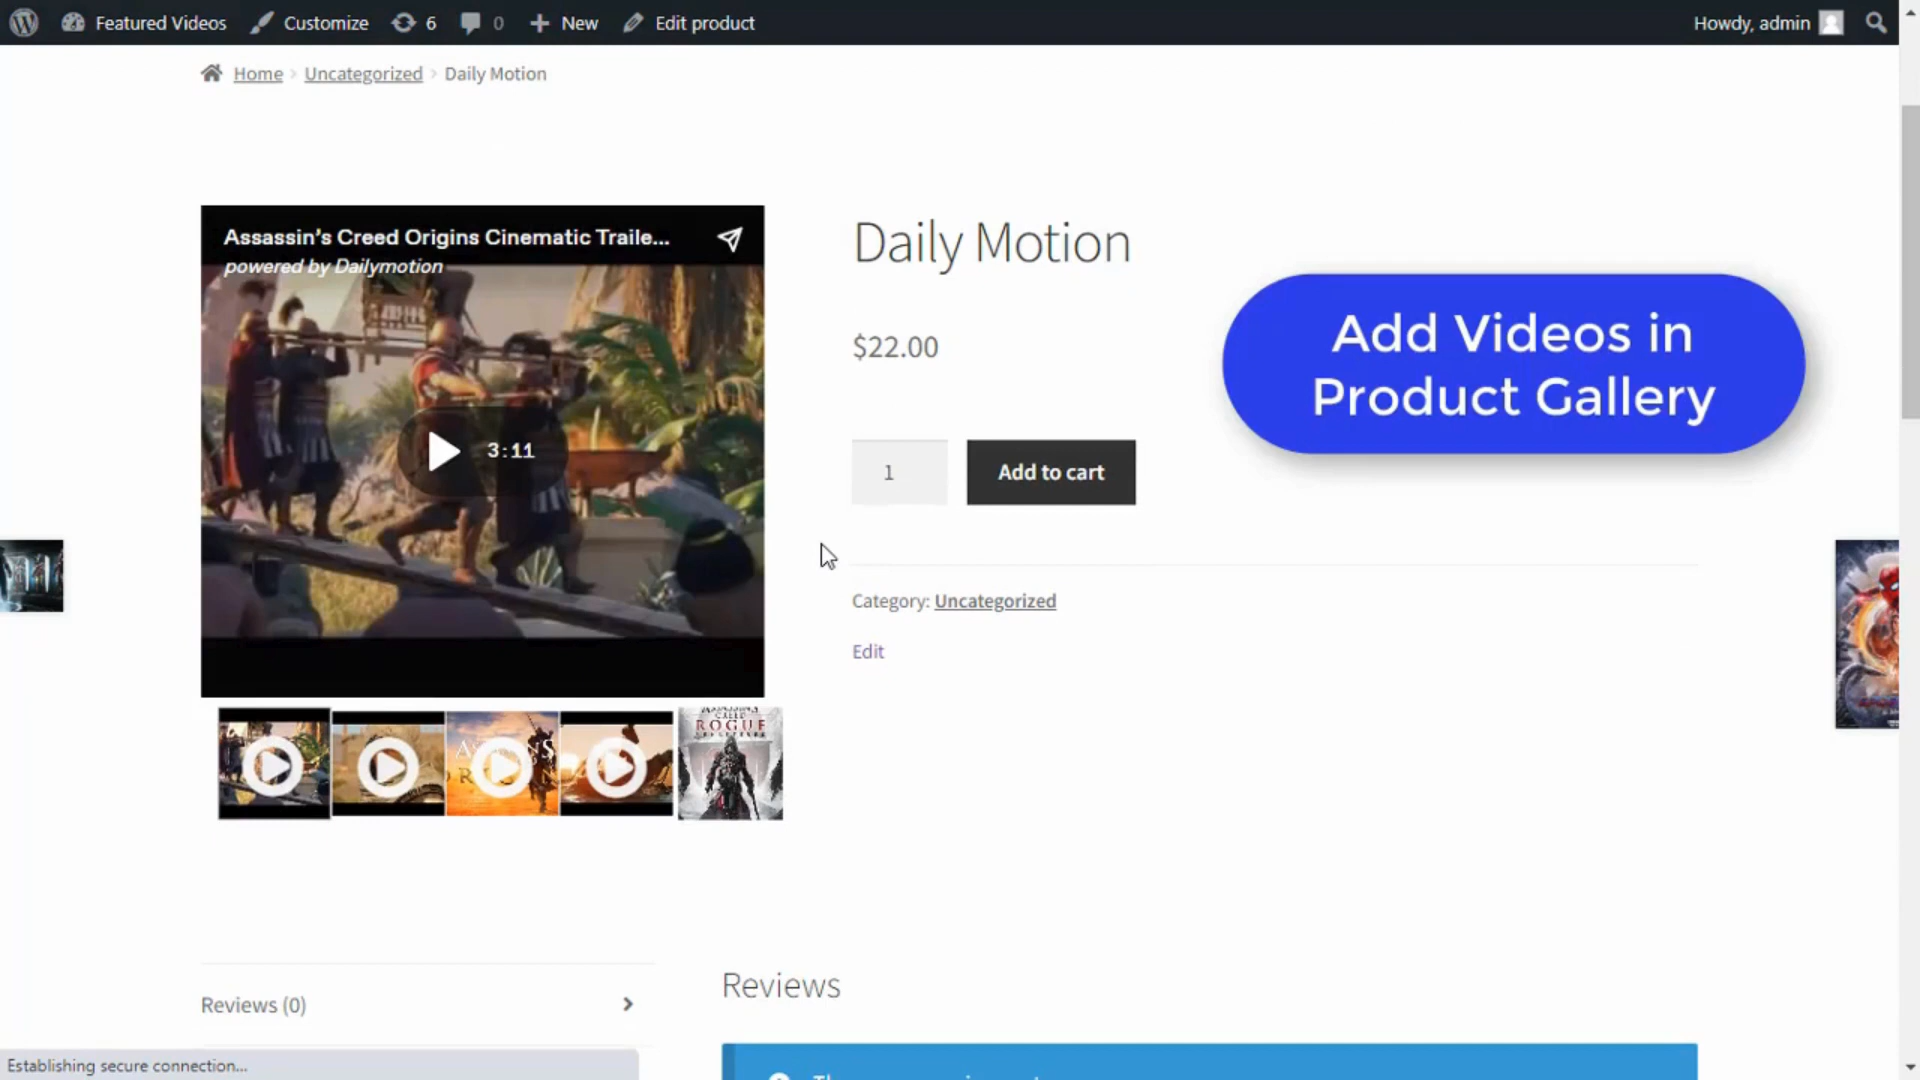 Featured Videos Customize 6 0 New Edit product Howdy, admin
Home Uncategorized Daily Motion
Assassin's Creed Origins Cinematic Traile...
powered by Dailymotion
3:11
Daily Motion
$22.00
1 Add to cart
Add Videos in
Product Gallery
Category: Uncategorized
Edit
ROGUE
Reviews (0)
Reviews
Establishing secure connection...